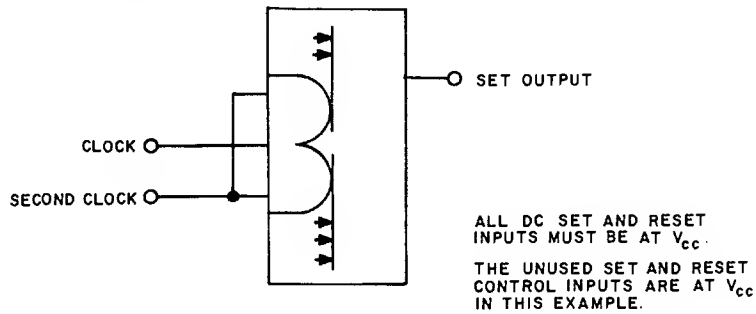 SET OUTPUT
CLOCK
SECOND CLOCK
ALL DC SET AND RESET
INPUTS MUST BE AT Vcc.
THE UNUSED SET AND RESET
CONTROL INPUTS ARE AT Vcc
IN THIS EXAMPLE.